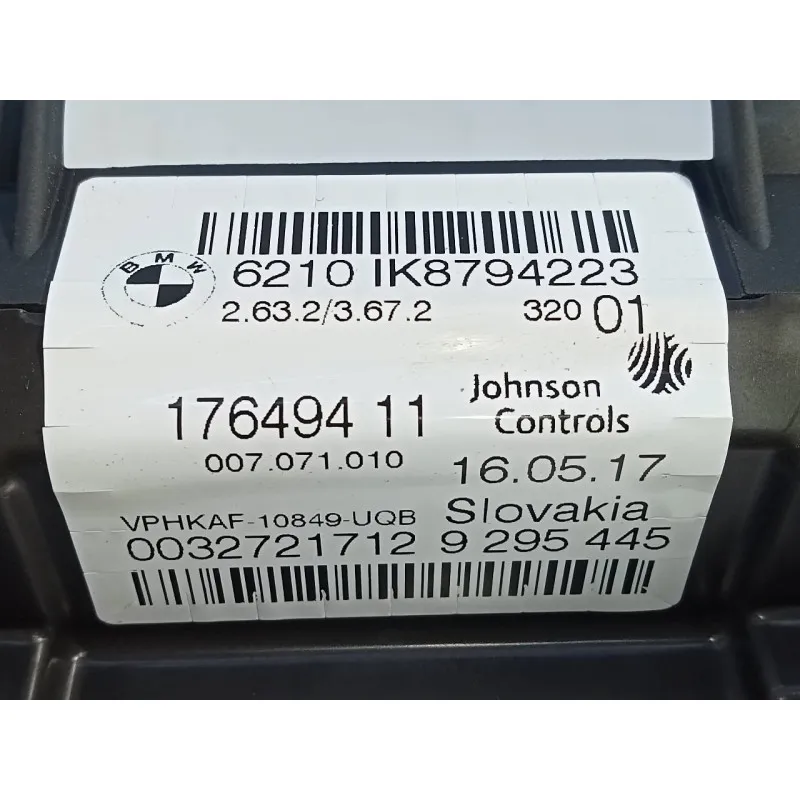 BMW
6210 IK8794223
2.63.2/3.67.2 320 01
Johnson
Controls
176494 11
007.071.010
16.05.17
VPHKAF-10849-UQB Slovakia
0032721712 9 295 445